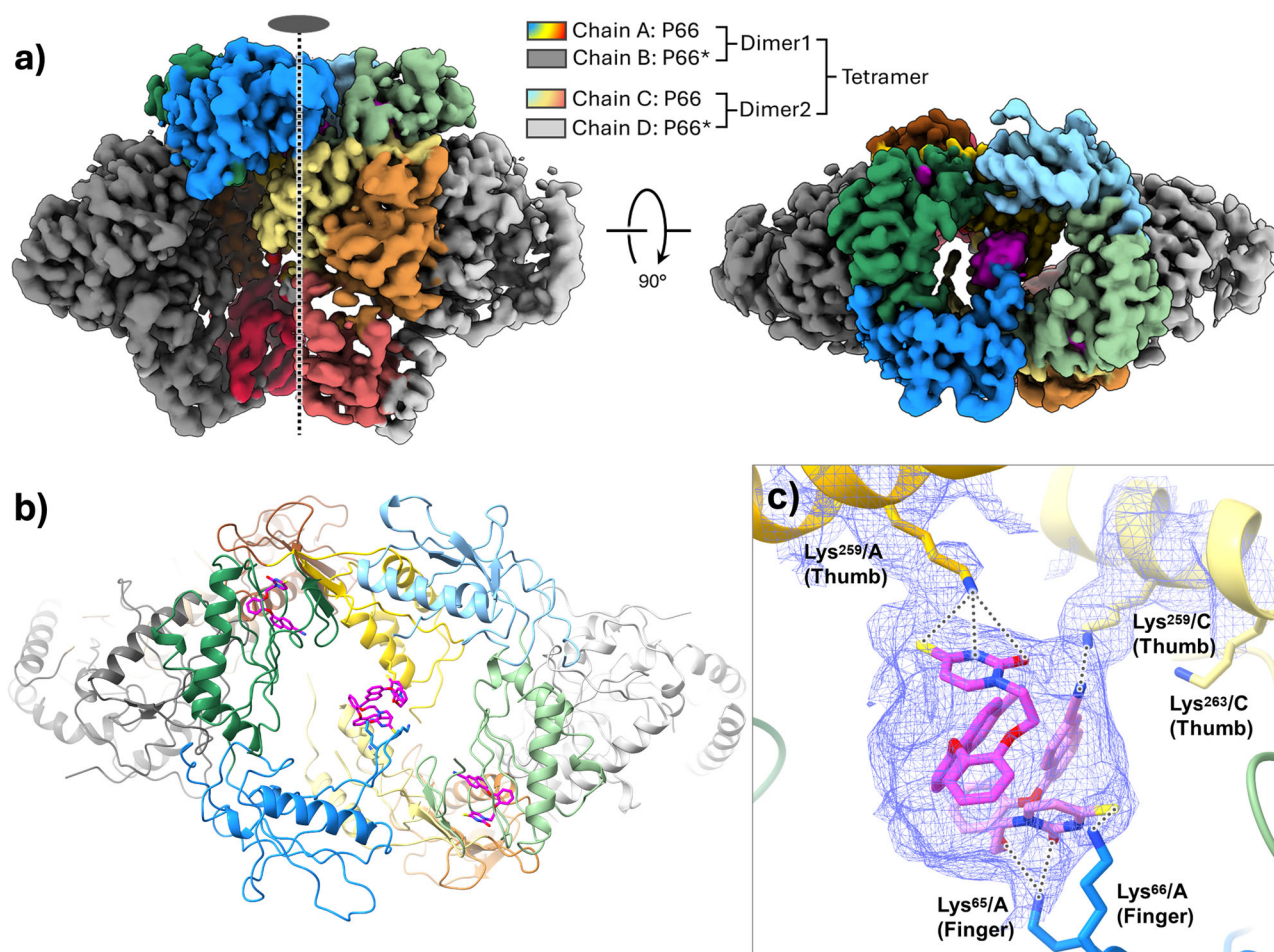 a)
Chain A: P66
Chain B: P66*
Dimer1
Chain C: P66
Chain D: P66*
Dimer2
Tetramer
90°
b)
c)
Lys²⁵⁹/A
(Thumb)
Lys²⁵⁹/C
(Thumb)
Lys²⁶³/C
(Thumb)
Lys⁶⁵/A
(Finger)
Lys⁶⁶/A
(Finger)